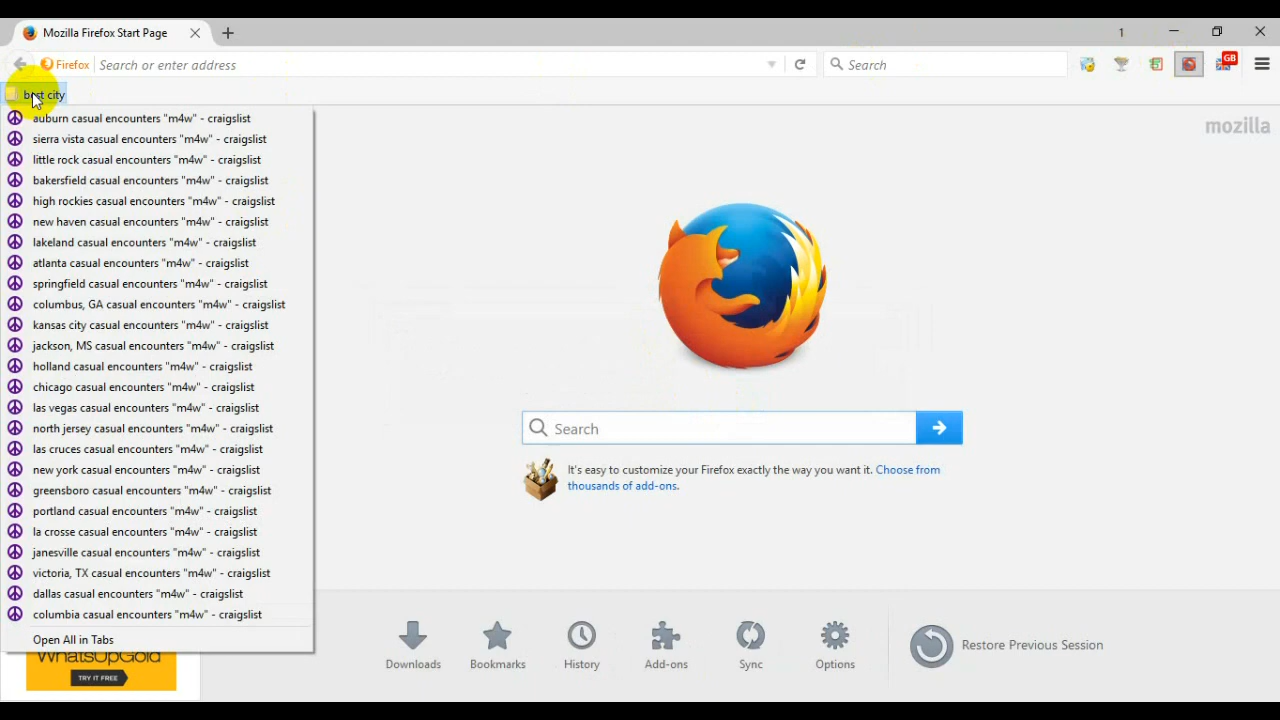 Mozilla Firefox Start Page
1
Firefox
Search or enter address
Search
GB
best city
mozilla
auburn casual encounters "m4w" - craigslist
sierra vista casual encounters "m4w" - craigslist
little rock casual encounters "m4w" - craigslist
bakersfield casual encounters "m4w" - craigslist
high rockies casual encounters "m4w" - craigslist
new haven casual encounters "m4w" - craigslist
lakeland casual encounters "m4w" - craigslist
atlanta casual encounters "m4w" - craigslist
springfield casual encounters "m4w" - craigslist
columbus, GA casual encounters "m4w" - craigslist
kansas city casual encounters "m4w" - craigslist
jackson, MS casual encounters "m4w" - craigslist
holland casual encounters "m4w" - craigslist
chicago casual encounters "m4w" - craigslist
las vegas casual encounters "m4w" - craigslist
north jersey casual encounters "m4w" - craigslist
las cruces casual encounters "m4w" - craigslist
new york casual encounters "m4w" - craigslist
greensboro casual encounters "m4w" - craigslist
portland casual encounters "m4w" - craigslist
la crosse casual encounters "m4w" - craigslist
janesville casual encounters "m4w" - craigslist
victoria, TX casual encounters "m4w" - craigslist
dallas casual encounters "m4w" - craigslist
columbia casual encounters "m4w" - craigslist
Open All in Tabs
Search
It's easy to customize your Firefox exactly the way you want it. Choose from
thousands of add-ons.
WhatsUpGold
TRY IT FREE
Downloads
Bookmarks
History
Add-ons
Sync
Options
Restore Previous Session